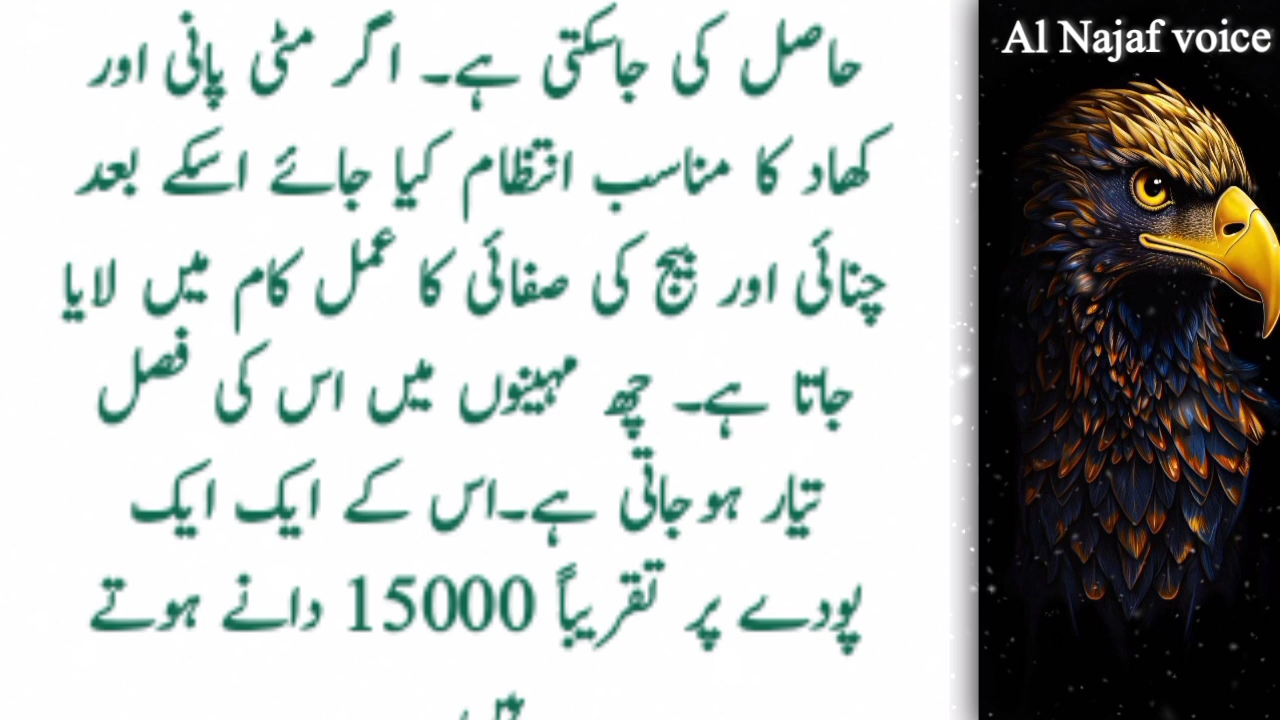 Al Najaf voice
حاصل کی جاسکتی ہے۔ اگر مٹی پانی اور
کھاد کا مناسب انتظام کیا جائے اسکے بعد
چنائی اور بیج کی صفائی کا عمل کام میں لایا
جاتا ہے۔ چھ مہینوں میں اس کی فصل
تیار ہوجاتی ہے۔اس کے ایک ایک
پودے پر تقریباً 15000 دانے ہوتے
ہیں